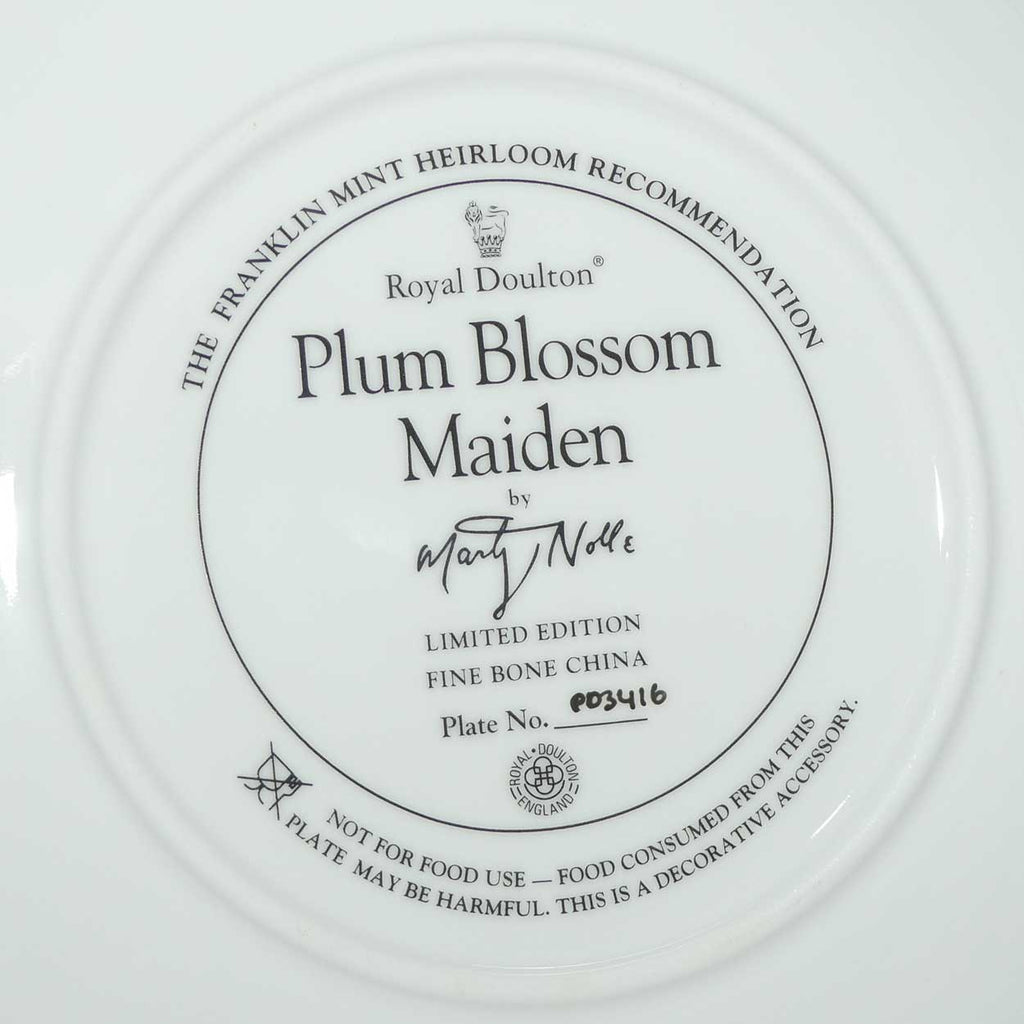 THE FRANKLIN MINT HEIRLOOM RECOMMENDATION
Royal Doulton®
Plum Blossom
Maiden
by
Marty Noble
LIMITED EDITION
FINE BONE CHINA
Plate No. PD3416
ROYAL • DOULTON
ENGLAND
NOT FOR FOOD USE — FOOD CONSUMED FROM THIS
PLATE MAY BE HARMFUL. THIS IS A DECORATIVE ACCESSORY.